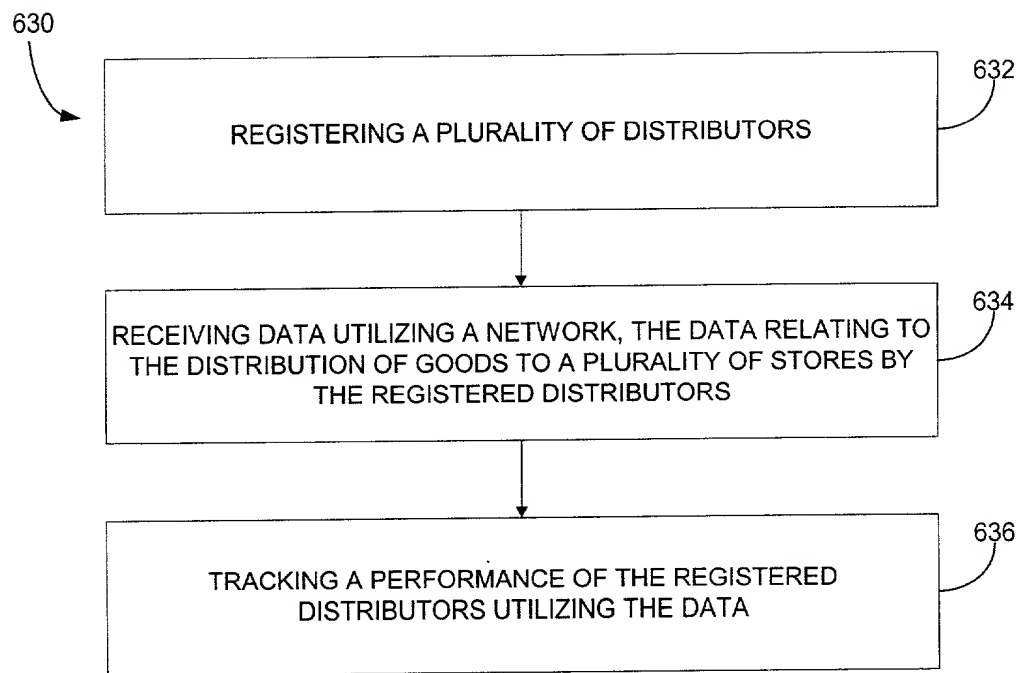 630
632
REGISTERING A PLURALITY OF DISTRIBUTORS
634
RECEIVING DATA UTILIZING A NETWORK, THE DATA RELATING TO
THE DISTRIBUTION OF GOODS TO A PLURALITY OF STORES BY
THE REGISTERED DISTRIBUTORS
636
TRACKING A PERFORMANCE OF THE REGISTERED
DISTRIBUTORS UTILIZING THE DATA